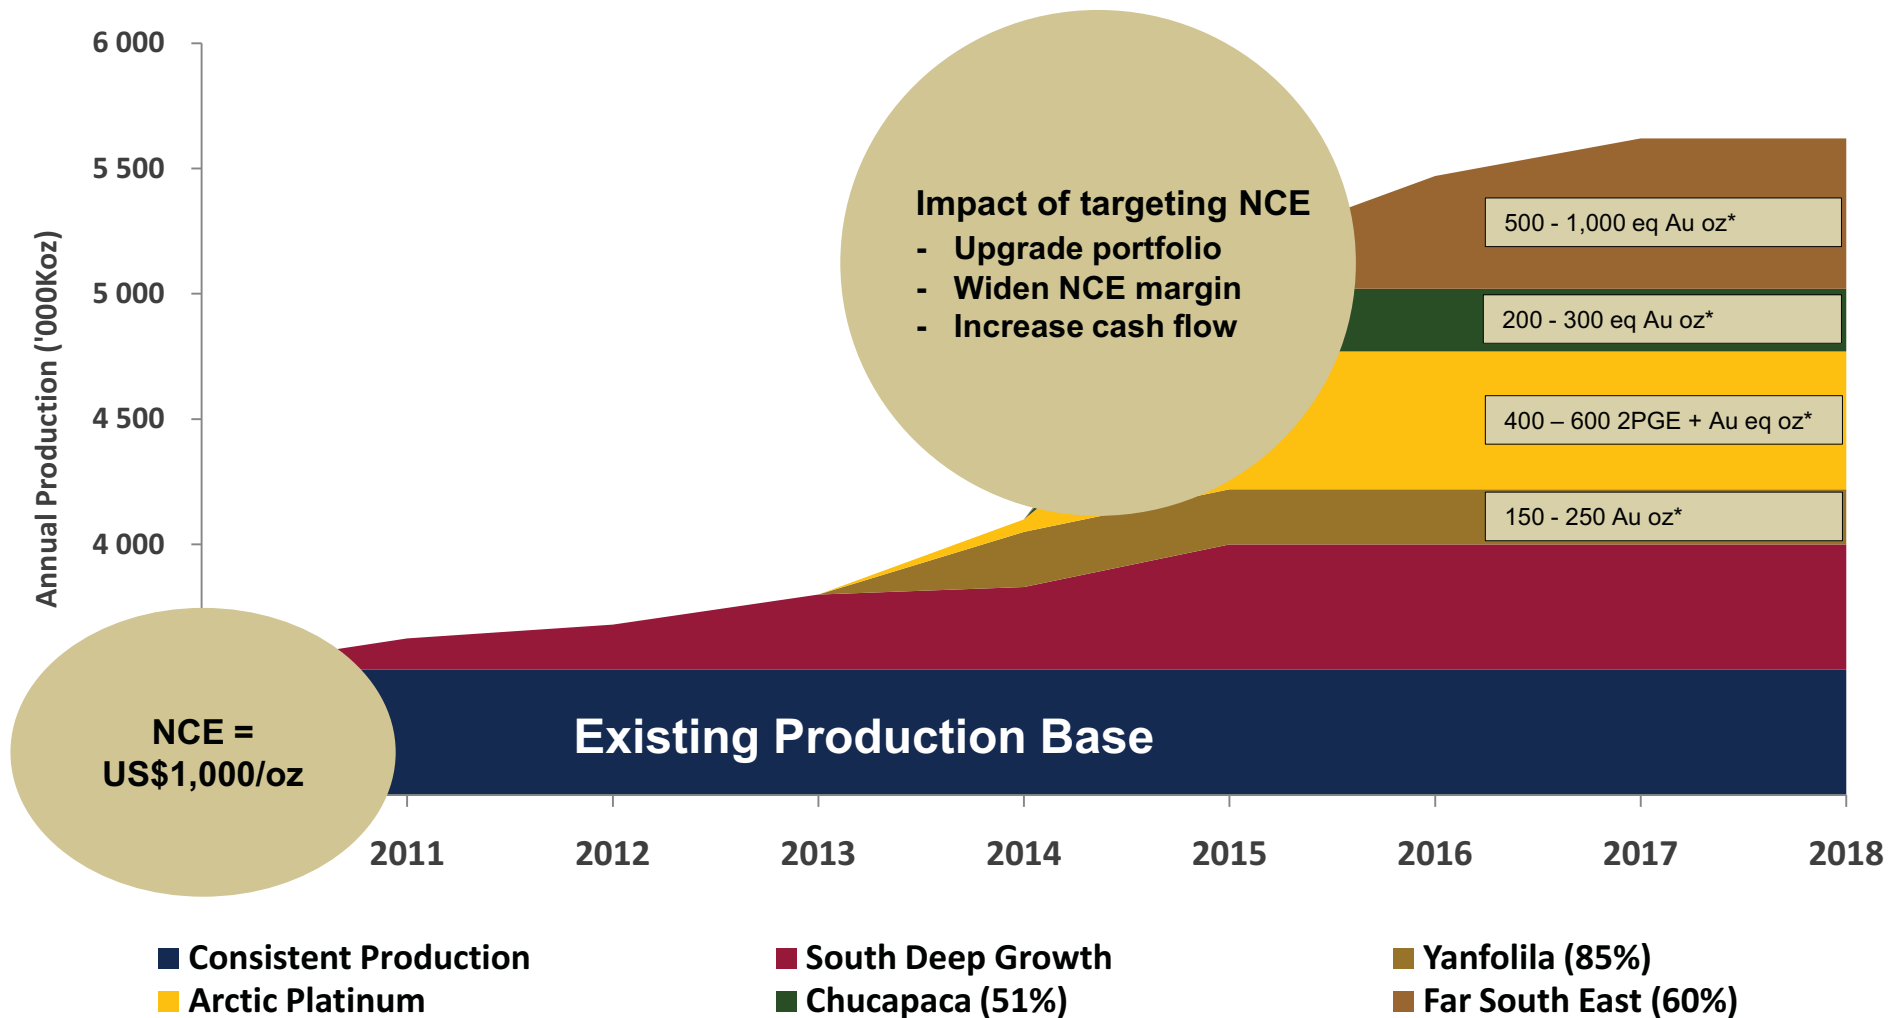 6 000
5 500
5 000
4 500
4 000
Annual Production ('000Koz)
Impact of targeting NCE
- Upgrade portfolio
- Widen NCE margin
- Increase cash flow
500 - 1,000 eq Au oz*
200 - 300 eq Au oz*
400 – 600 2PGE + Au eq oz*
150 - 250 Au oz*
NCE =
US$1,000/oz
Existing Production Base
2011 2012 2013 2014 2015 2016 2017 2018
Consistent Production South Deep Growth Yanfolila (85%)
Arctic Platinum Chucapaca (51%) Far South East (60%)